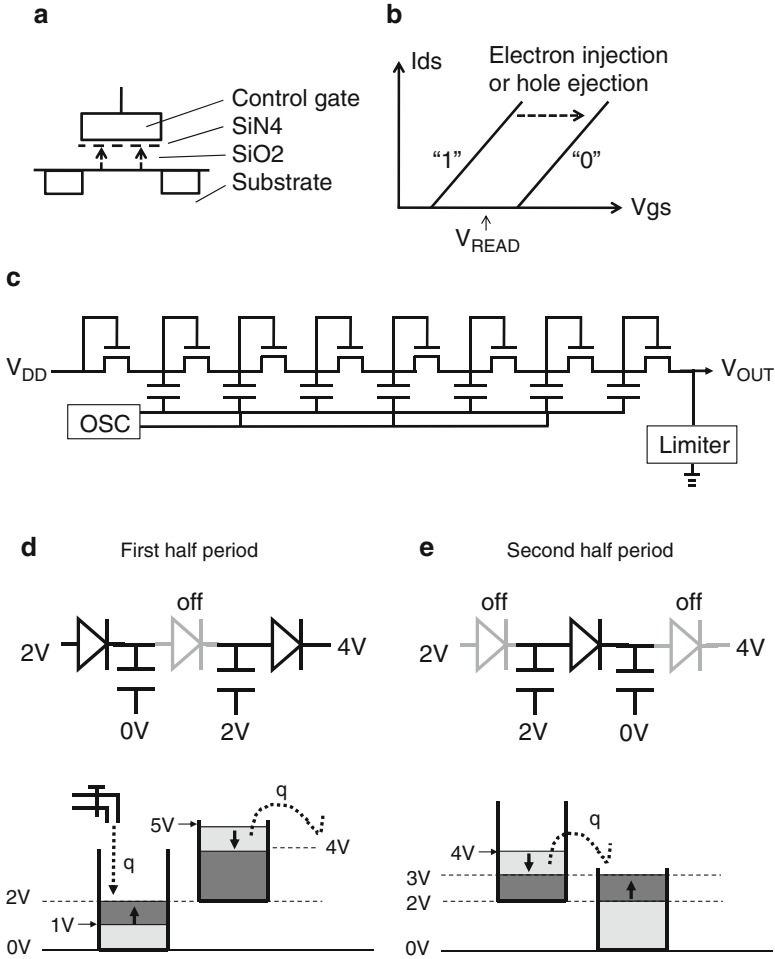 a
Control gate
SiN4
SiO2
Substrate
b
Ids
Electron injection
or hole ejection
"1"
"0"
Vgs
VREAD
c
VDD
VOUT
OSC
Limiter
d
First half period
off
2V
4V
0V
2V
q
5V
4V
q
2V
1V
0V
e
Second half period
off
off
2V
4V
2V
0V
q
4V
3V
2V
0V